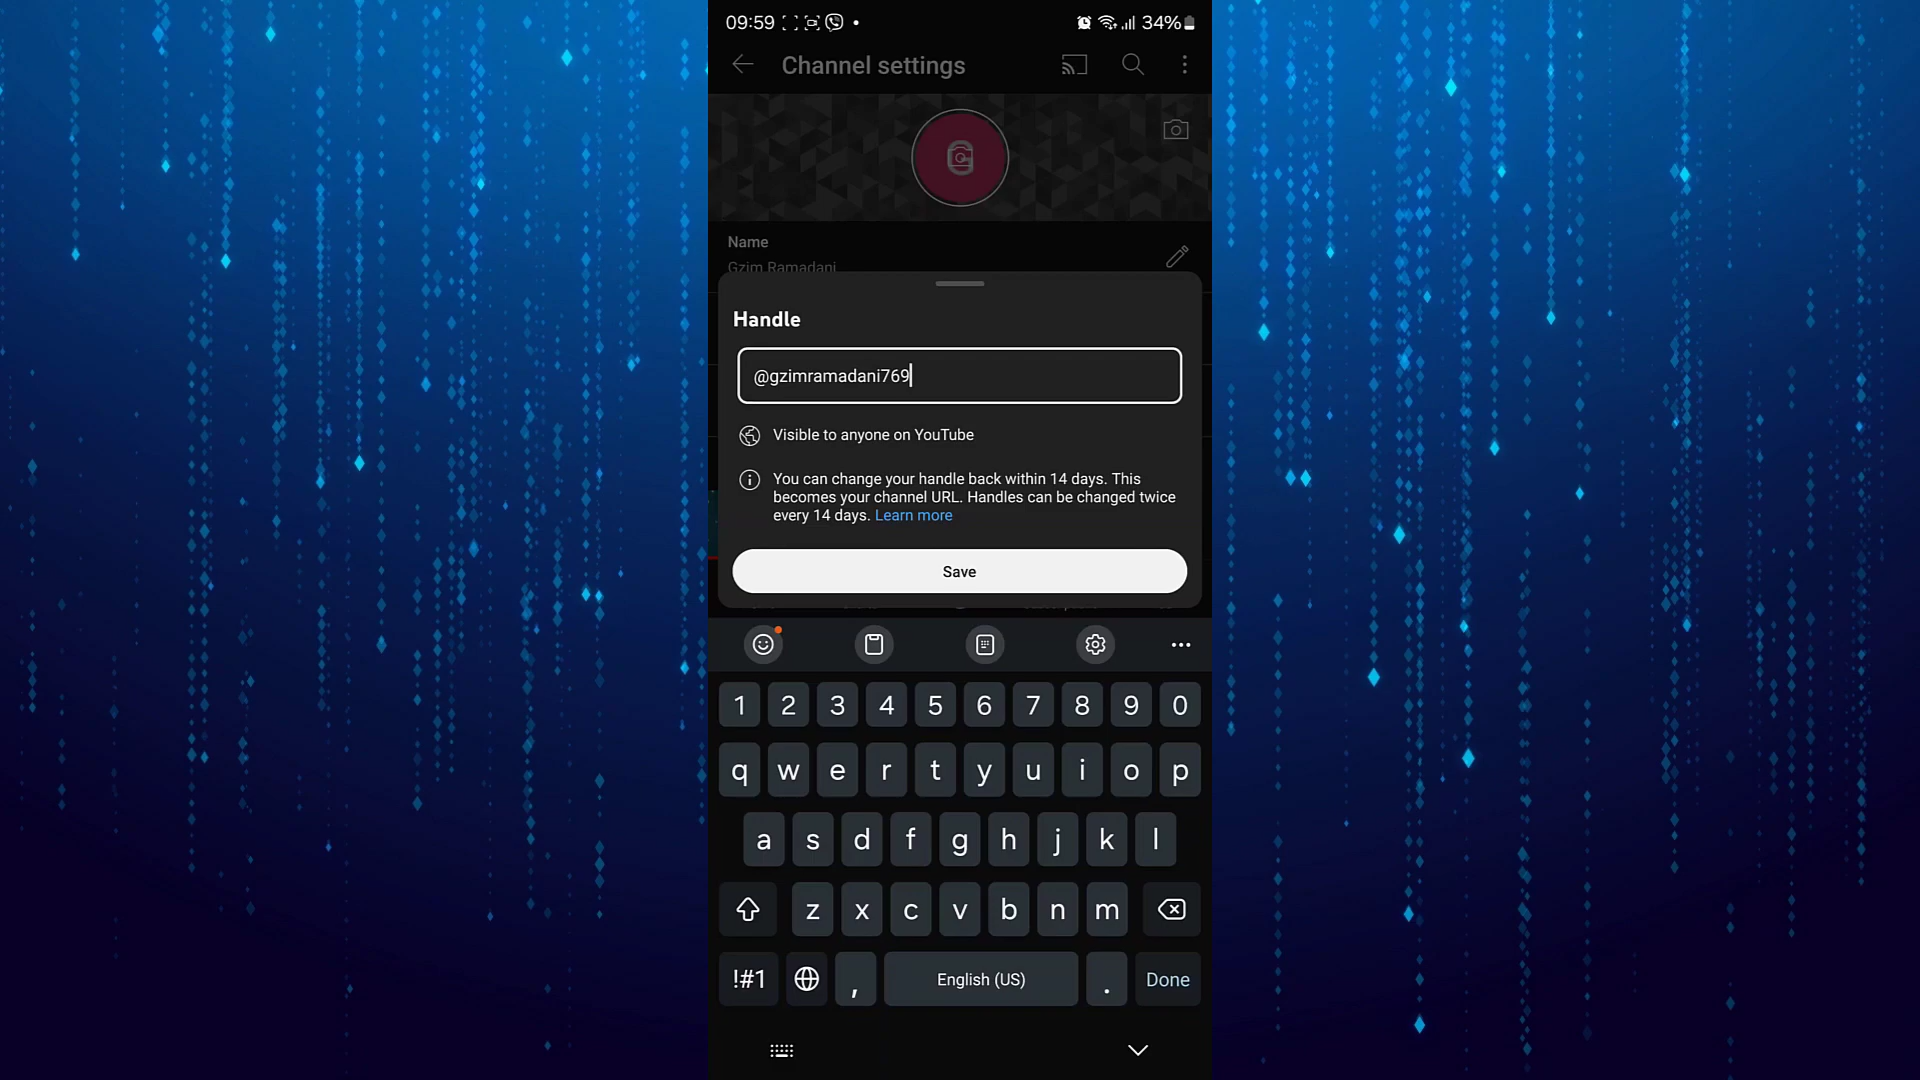 09:59
34%
Channel settings
Name
Gzim Ramadani
Handle
@gzimramadani769
Visible to anyone on YouTube
You can change your handle back within 14 days. This
becomes your channel URL. Handles can be changed twice
every 14 days. Learn more
Save
1 2 3 4 5 6 7 8 9 0
q w e r t y u i o p
a s d f g h j k l
z x c v b n m
!#1 , English (US) . Done